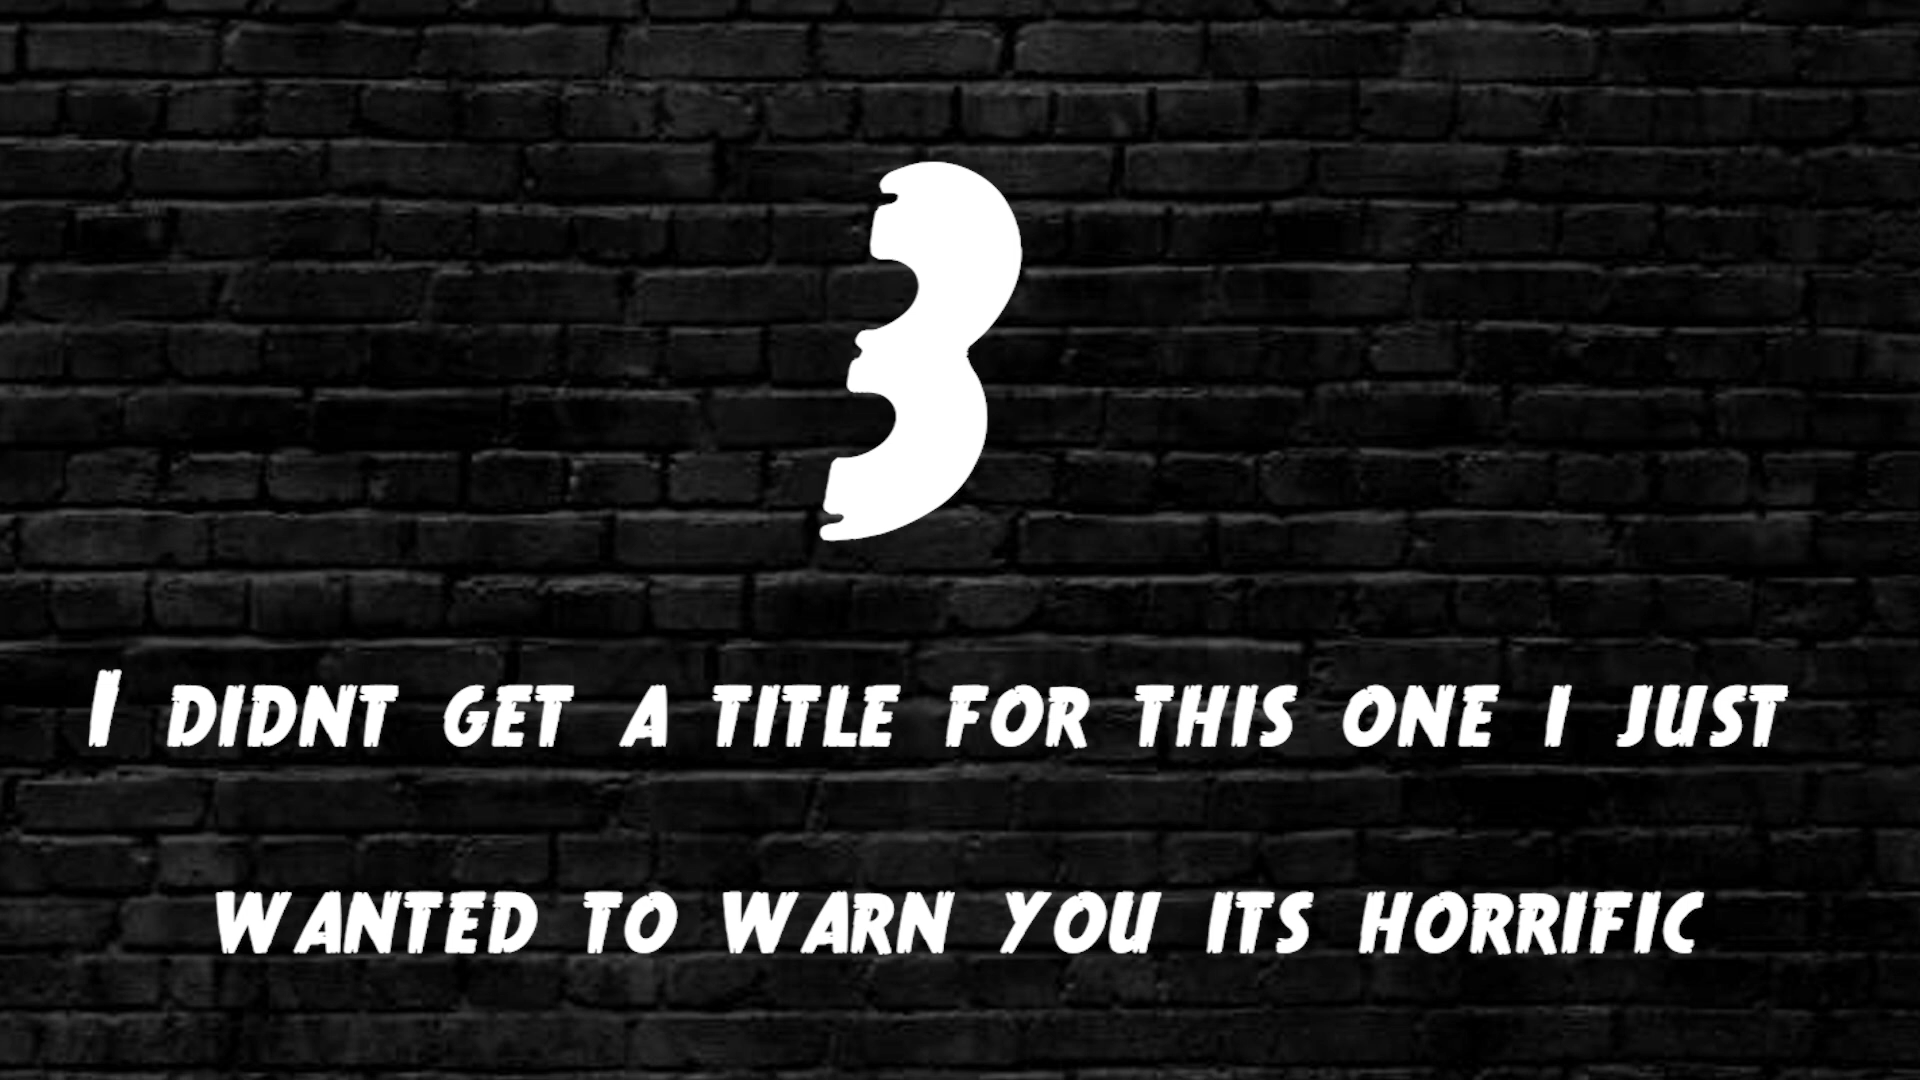 3
I DIDNT GET A TITLE FOR THIS ONE I JUST
WANTED TO WARN YOU ITS HORRIFIC